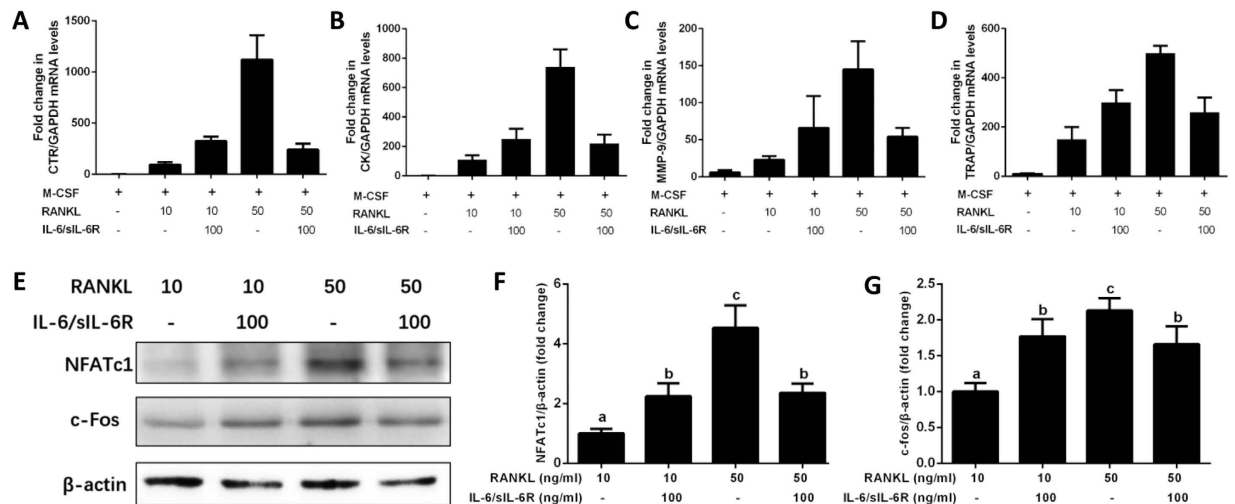 A
Fold change in
CTR/GAPDH mRNA levels
1500
1000
500
0
M-CSF + + + + +
RANKL - 10 10 50 50
IL-6/sIL-6R - - 100 - 100
B
Fold change in
CK/GAPDH mRNA levels
1000
800
600
400
200
0
M-CSF + + + + +
RANKL - 10 10 50 50
IL-6/sIL-6R - - 100 - 100
C
Fold change in
MMP-9/GAPDH mRNA levels
200
150
100
50
0
M-CSF + + + + +
RANKL - 10 10 50 50
IL-6/sIL-6R - - 100 - 100
D
Fold change in
TRAP/GAPDH mRNA levels
600
400
200
0
M-CSF + + + + +
RANKL - 10 10 50 50
IL-6/sIL-6R - - 100 - 100
E
RANKL 10 10 50 50
IL-6/sIL-6R - 100 - 100
NFATc1
c-Fos
β-actin
F
NFATc1/β-actin (fold change)
6
4
2
0
a b c b
RANKL (ng/ml) 10 10 50 50
IL-6/sIL-6R (ng/ml) - 100 - 100
G
c-fos/β-actin (fold change)
2.5
2.0
1.5
1.0
0.5
0.0
a b c b
RANKL (ng/ml) 10 10 50 50
IL-6/sIL-6R (ng/ml) - 100 - 100